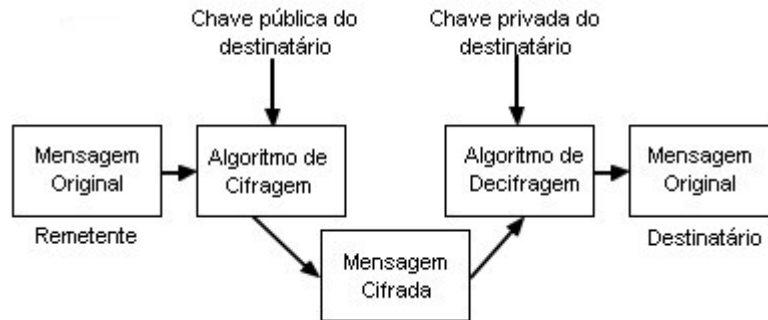 Chave pública do
destinatário
Chave privada do
destinatário
Mensagem
Original
Algoritmo de
Cifragem
Algoritmo de
Decifragem
Mensagem
Original
Remetente
Destinatário
Mensagem
Cifrada